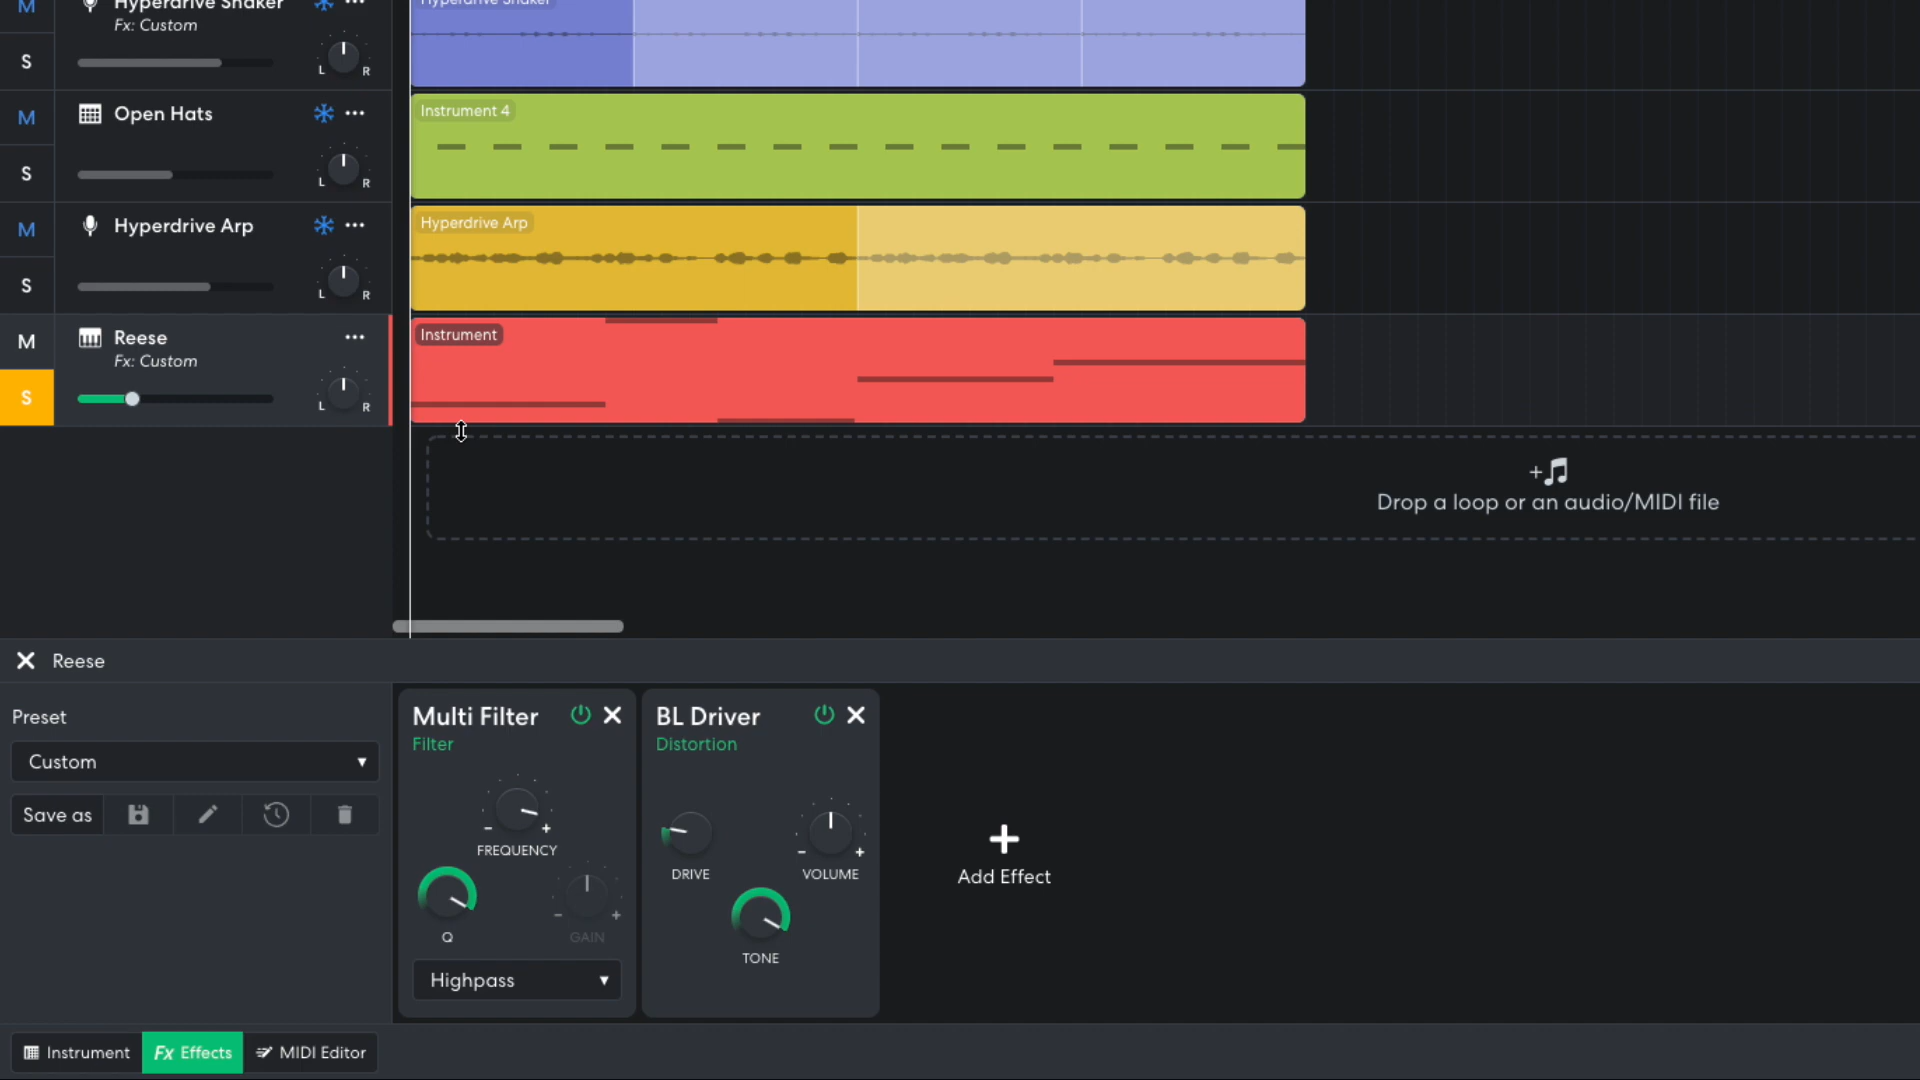 M
Hyperdrive Shaker
Fx: Custom
S
L
R
Hyperdrive Shaker
M
Open Hats
S
L
R
Instrument 4
M
Hyperdrive Arp
S
L
R
Hyperdrive Arp
M
Reese
Fx: Custom
S
L
R
Instrument
+
Drop a loop or an audio/MIDI file
Reese
Preset
Custom
Save as
Multi Filter
Filter
- +
FREQUENCY
Q
- +
GAIN
Highpass
BL Driver
Distortion
DRIVE
- +
VOLUME
TONE
Add Effect
Instrument
Fx Effects
MIDI Editor